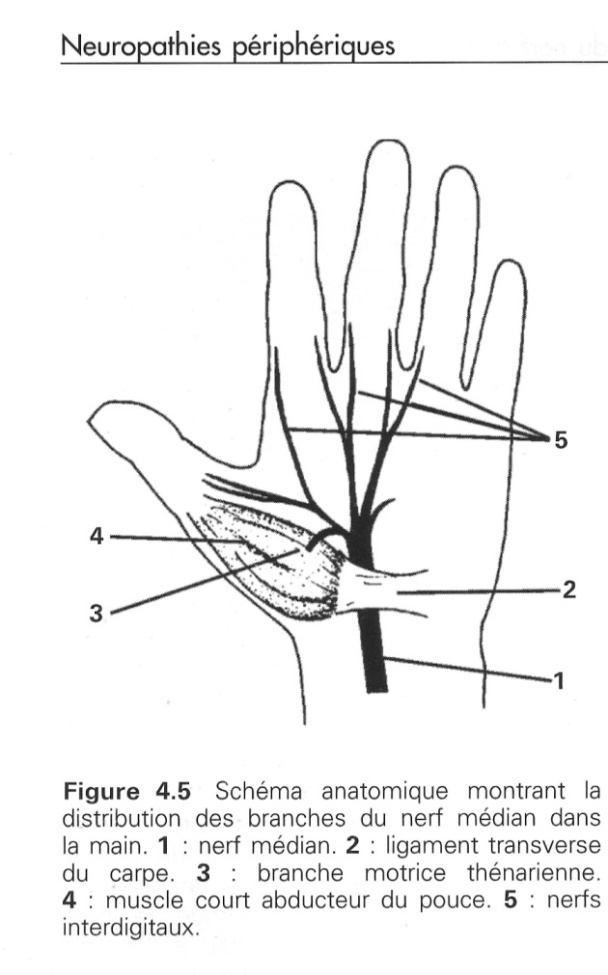 Neuropathies périphériques
5
4
2
3
1
Figure 4.5 Schéma anatomique montrant la
distribution des branches du nerf médian dans
la main. 1 : nerf médian. 2 : ligament transverse
du carpe. 3 : branche motrice thénarienne.
4 : muscle court abducteur du pouce. 5 : nerfs
interdigitaux.